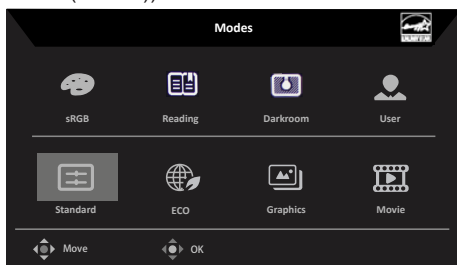 Modes
sRGB Reading Darkroom User
Standard ECO Graphics Movie
Move OK